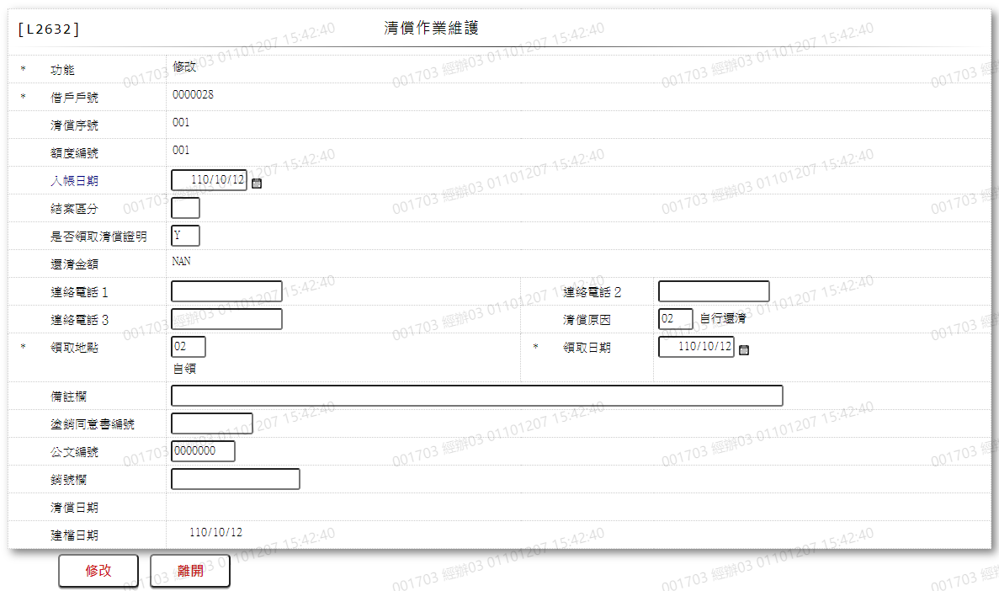 [L2632] 清償作業維護
* 功能 修改
* 借戶戶號 0000028
清償序號 001
額度編號 001
入帳日期 110/10/12
結案區分
是否領取清償證明 Y
還清金額 NAN
連絡電話1 連絡電話2
連絡電話3 清償原因 02 自行還清
* 領取地點 02 * 領取日期 110/10/12
自領
備註欄
塗銷同意書編號
公文編號 0000000
銷號欄
清償日期
建檔日期 110/10/12
修改 離開
001703 經辦03 01101207 15:42:40